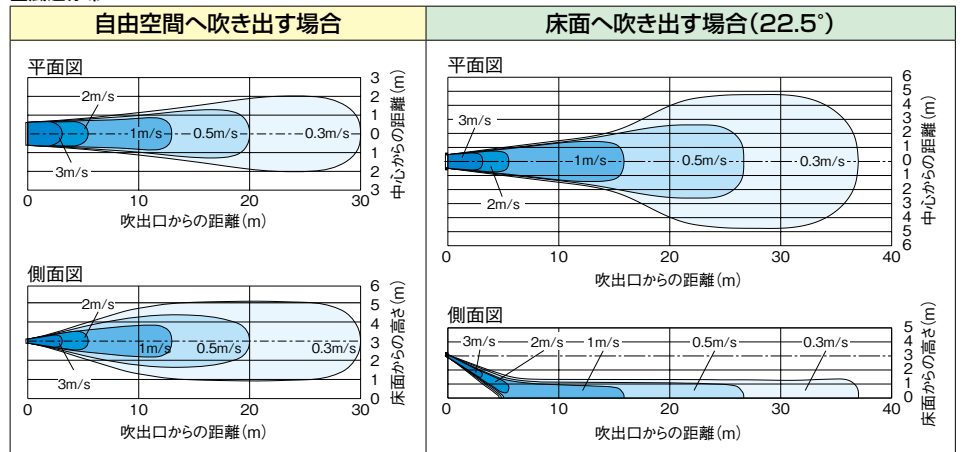 自由空間へ吹き出す場合
平面図
3
2
1
0
1
2
3
中心からの距離(m)
2m/s
1m/s
0.5m/s
0.3m/s
3m/s
0
10
20
30
吹出口からの距離(m)
側面図
6
5
4
3
2
1
0
床面からの高さ(m)
2m/s
1m/s
0.5m/s
0.3m/s
3m/s
0
10
20
30
吹出口からの距離(m)
床面へ吹き出す場合(22.5°)
平面図
6
5
4
3
2
1
0
1
2
3
4
5
6
中心からの距離(m)
3m/s
1m/s
0.5m/s
0.3m/s
2m/s
0
10
20
30
40
吹出口からの距離(m)
側面図
5
4
3
2
1
0
床面からの高さ(m)
3m/s
2m/s
1m/s
0.5m/s
0.3m/s
0
10
20
30
40
吹出口からの距離(m)